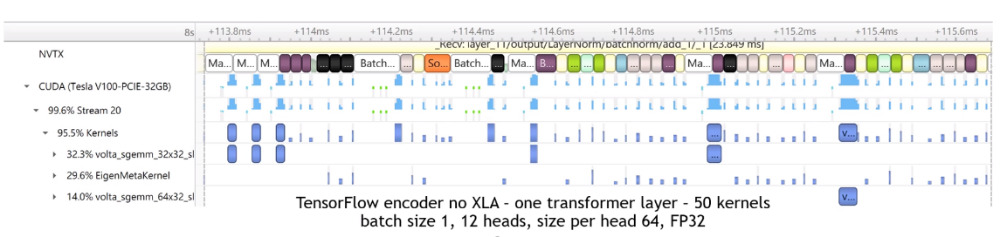 8s +113.8ms +114ms +114.2ms +114.4ms +114.6ms +114.8ms +115ms +115.2ms +115.4ms +115.6ms
_Recv: layer_11/output/LayerNorm/batchnorm/add_1/_1 [23.849 ms]
NVTX
Ma... M... M... ... ... Batch... ... So... Batch... ... Ma... B... ... ... ... ... Ma... ... ... ... ... Ma... ... ... ...
CUDA (Tesla V100-PCIE-32GB)
99.6% Stream 20
95.5% Kernels ... v...
32.3% volta_sgemm_32x32_sl ...
29.6% EigenMetaKernel
14.0% volta_sgemm_64x32_sl v...
TensorFlow encoder no XLA - one transformer layer - 50 kernels
batch size 1, 12 heads, size per head 64, FP32